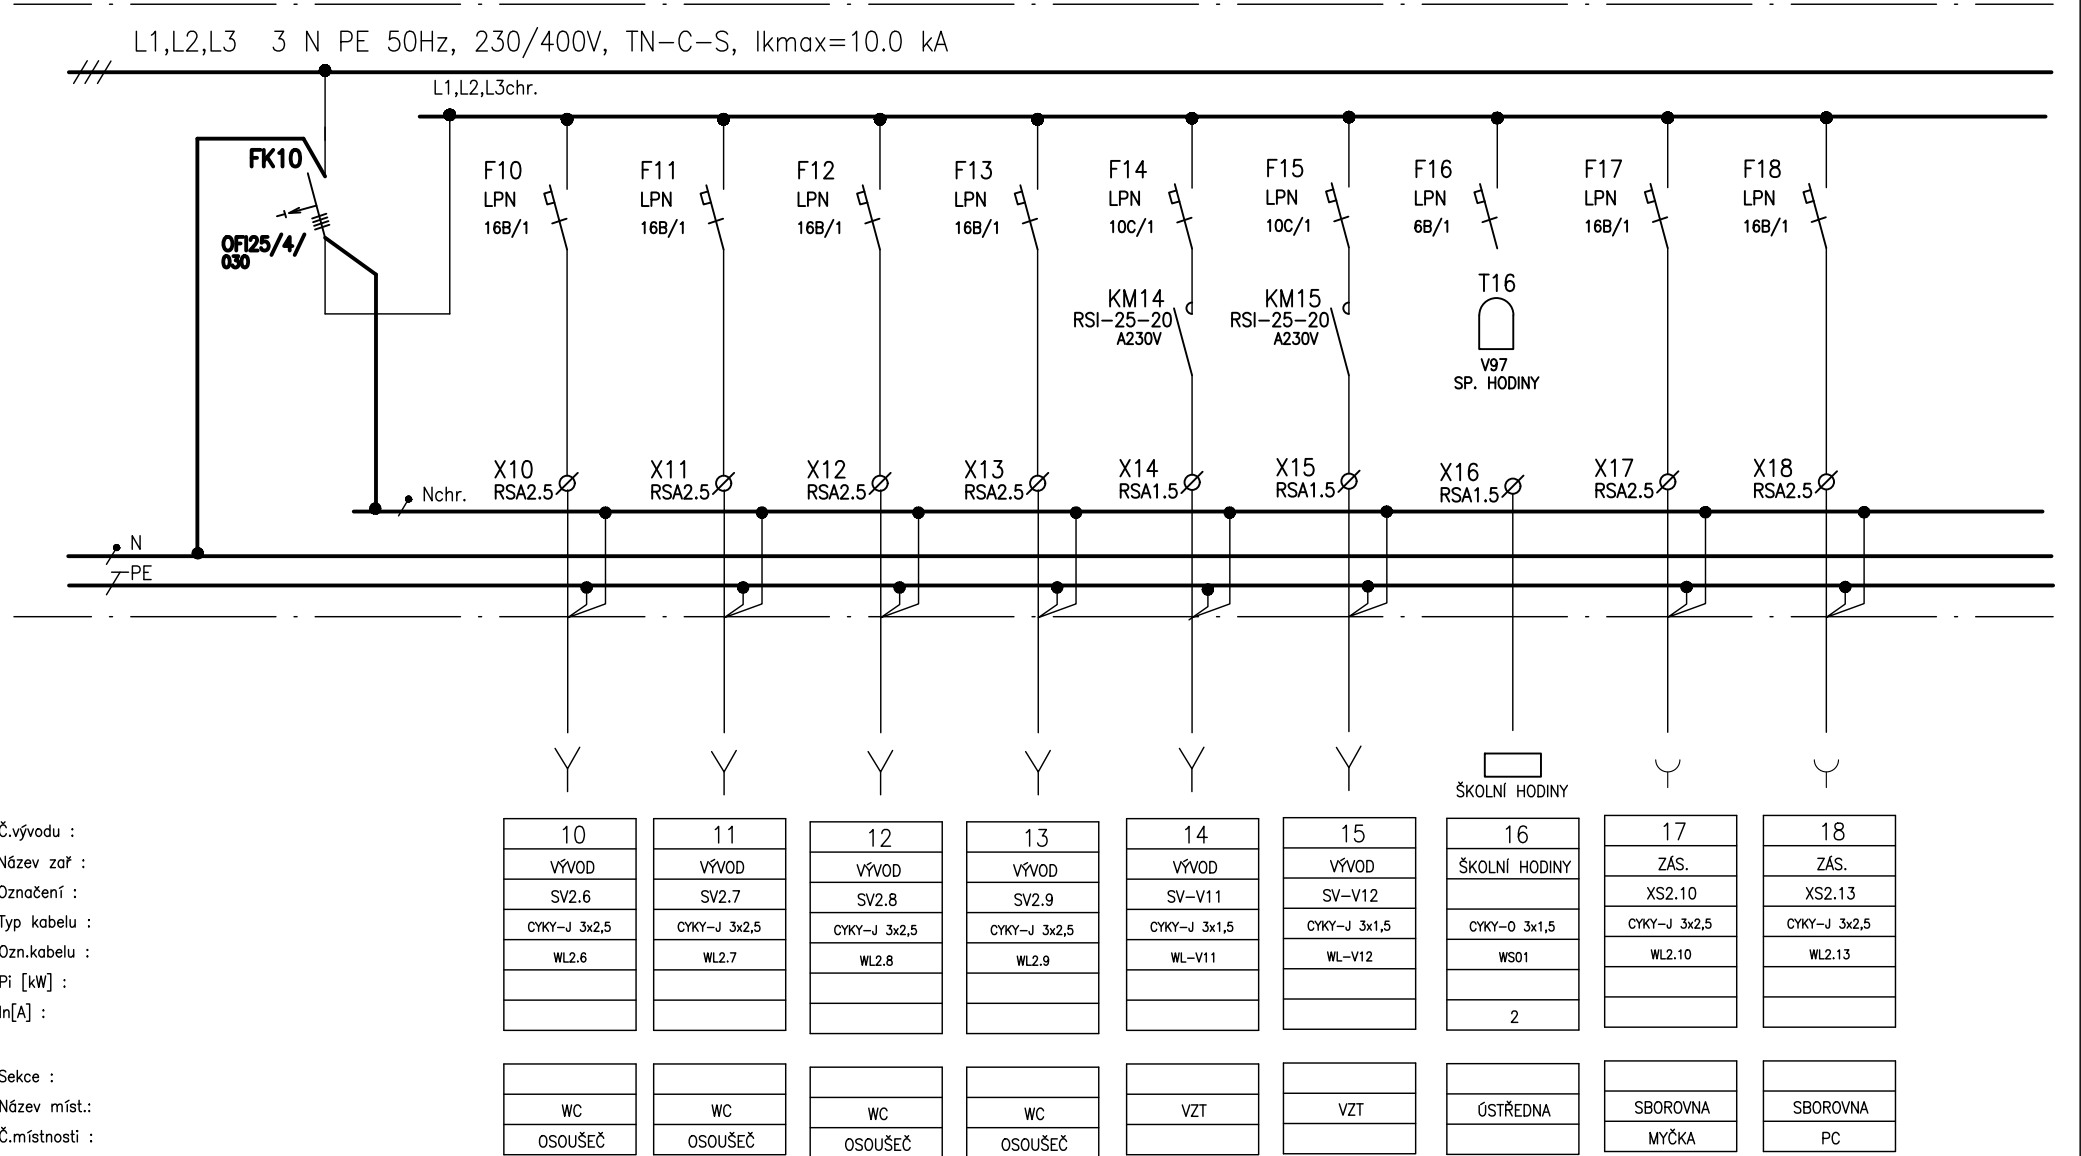 L1,L2,L3 3 N PE 50Hz, 230/400V, TN-C-S, Ikmax=10.0 kA
L1,L2,L3chr.
FK10
OFI25/4/
030
F10
LPN
16B/1
F11
LPN
16B/1
F12
LPN
16B/1
F13
LPN
16B/1
F14
LPN
10C/1
F15
LPN
10C/1
F16
LPN
6B/1
F17
LPN
16B/1
F18
LPN
16B/1
KM14
RSI-25-20
A230V
KM15
RSI-25-20
A230V
T16
V97
SP. HODINY
X10
RSA2.5
X11
RSA2.5
X12
RSA2.5
X13
RSA2.5
X14
RSA1.5
X15
RSA1.5
X16
RSA1.5
X17
RSA2.5
X18
RSA2.5
Nchr.
N
PE
ŠKOLNÍ HODINY
Č.vývodu : 10 11 12 13 14 15 16 17 18
Název zař : VÝVOD VÝVOD VÝVOD VÝVOD VÝVOD VÝVOD ŠKOLNÍ HODINY ZÁS. ZÁS.
Označení : SV2.6 SV2.7 SV2.8 SV2.9 SV-V11 SV-V12 XS2.10 XS2.13
Typ kabelu : CYKY-J 3x2,5 CYKY-J 3x2,5 CYKY-J 3x2,5 CYKY-J 3x2,5 CYKY-J 3x1,5 CYKY-J 3x1,5 CYKY-O 3x1,5 CYKY-J 3x2,5 CYKY-J 3x2,5
Ozn.kabelu : WL2.6 WL2.7 WL2.8 WL2.9 WL-V11 WL-V12 WS01 WL2.10 WL2.13
Pi [kW] :
In[A] : 2
Sekce :
Název míst.: WC WC WC WC VZT VZT ÚSTŘEDNA SBOROVNA SBOROVNA
Č.místnosti : OSOUŠEČ OSOUŠEČ OSOUŠEČ OSOUŠEČ MYČKA PC